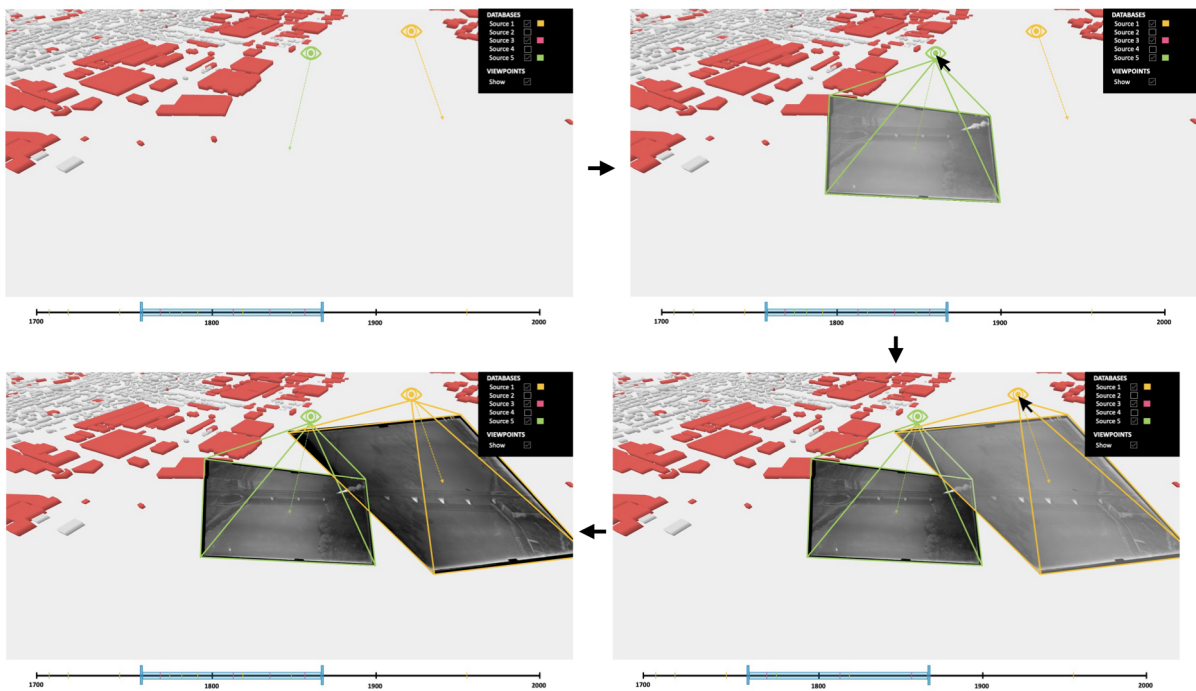 DATABASES
Source 1
Source 2
Source 3
Source 4
Source 5
VIEWPOINTS
Show
1700 1800 1900 2000
DATABASES
Source 1
Source 2
Source 3
Source 4
Source 5
VIEWPOINTS
Show
1700 1800 1900 2000
DATABASES
Source 1
Source 2
Source 3
Source 4
Source 5
VIEWPOINTS
Show
1700 1800 1900 2000
DATABASES
Source 1
Source 2
Source 3
Source 4
Source 5
VIEWPOINTS
Show
1700 1800 1900 2000